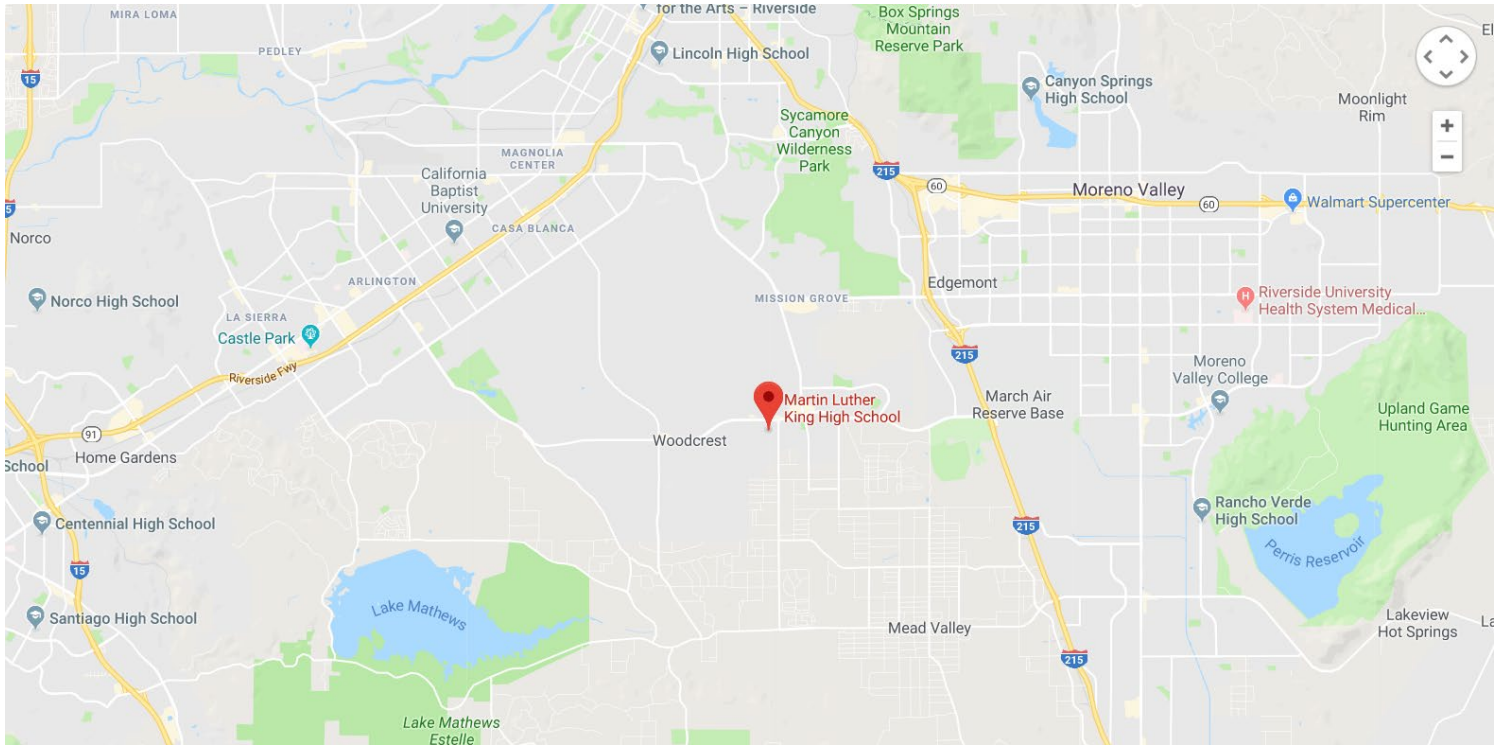 MIRA LOMA
for the Arts – Riverside
Box Springs
Mountain
Reserve Park
El
PEDLEY
Lincoln High School
15
Canyon Springs
High School
Moonlight
Rim
Sycamore
Canyon
Wilderness
Park
+
−
MAGNOLIA
CENTER
California
Baptist
University
215
60
Moreno Valley
60
Walmart Supercenter
5
Norco
CASA BLANCA
ARLINGTON
Edgemont
MISSION GROVE
Norco High School
H
Riverside University
Health System Medical...
LA SIERRA
Castle Park
Riverside Fwy
215
Moreno
Valley College
Martin Luther
King High School
March Air
Reserve Base
Upland Game
Hunting Area
91
Woodcrest
Home Gardens
School
Rancho Verde
High School
Centennial High School
215
Perris Reservoir
15
Lake Mathews
Santiago High School
Mead Valley
Lakeview
Hot Springs
La
215
Lake Mathews
Estelle